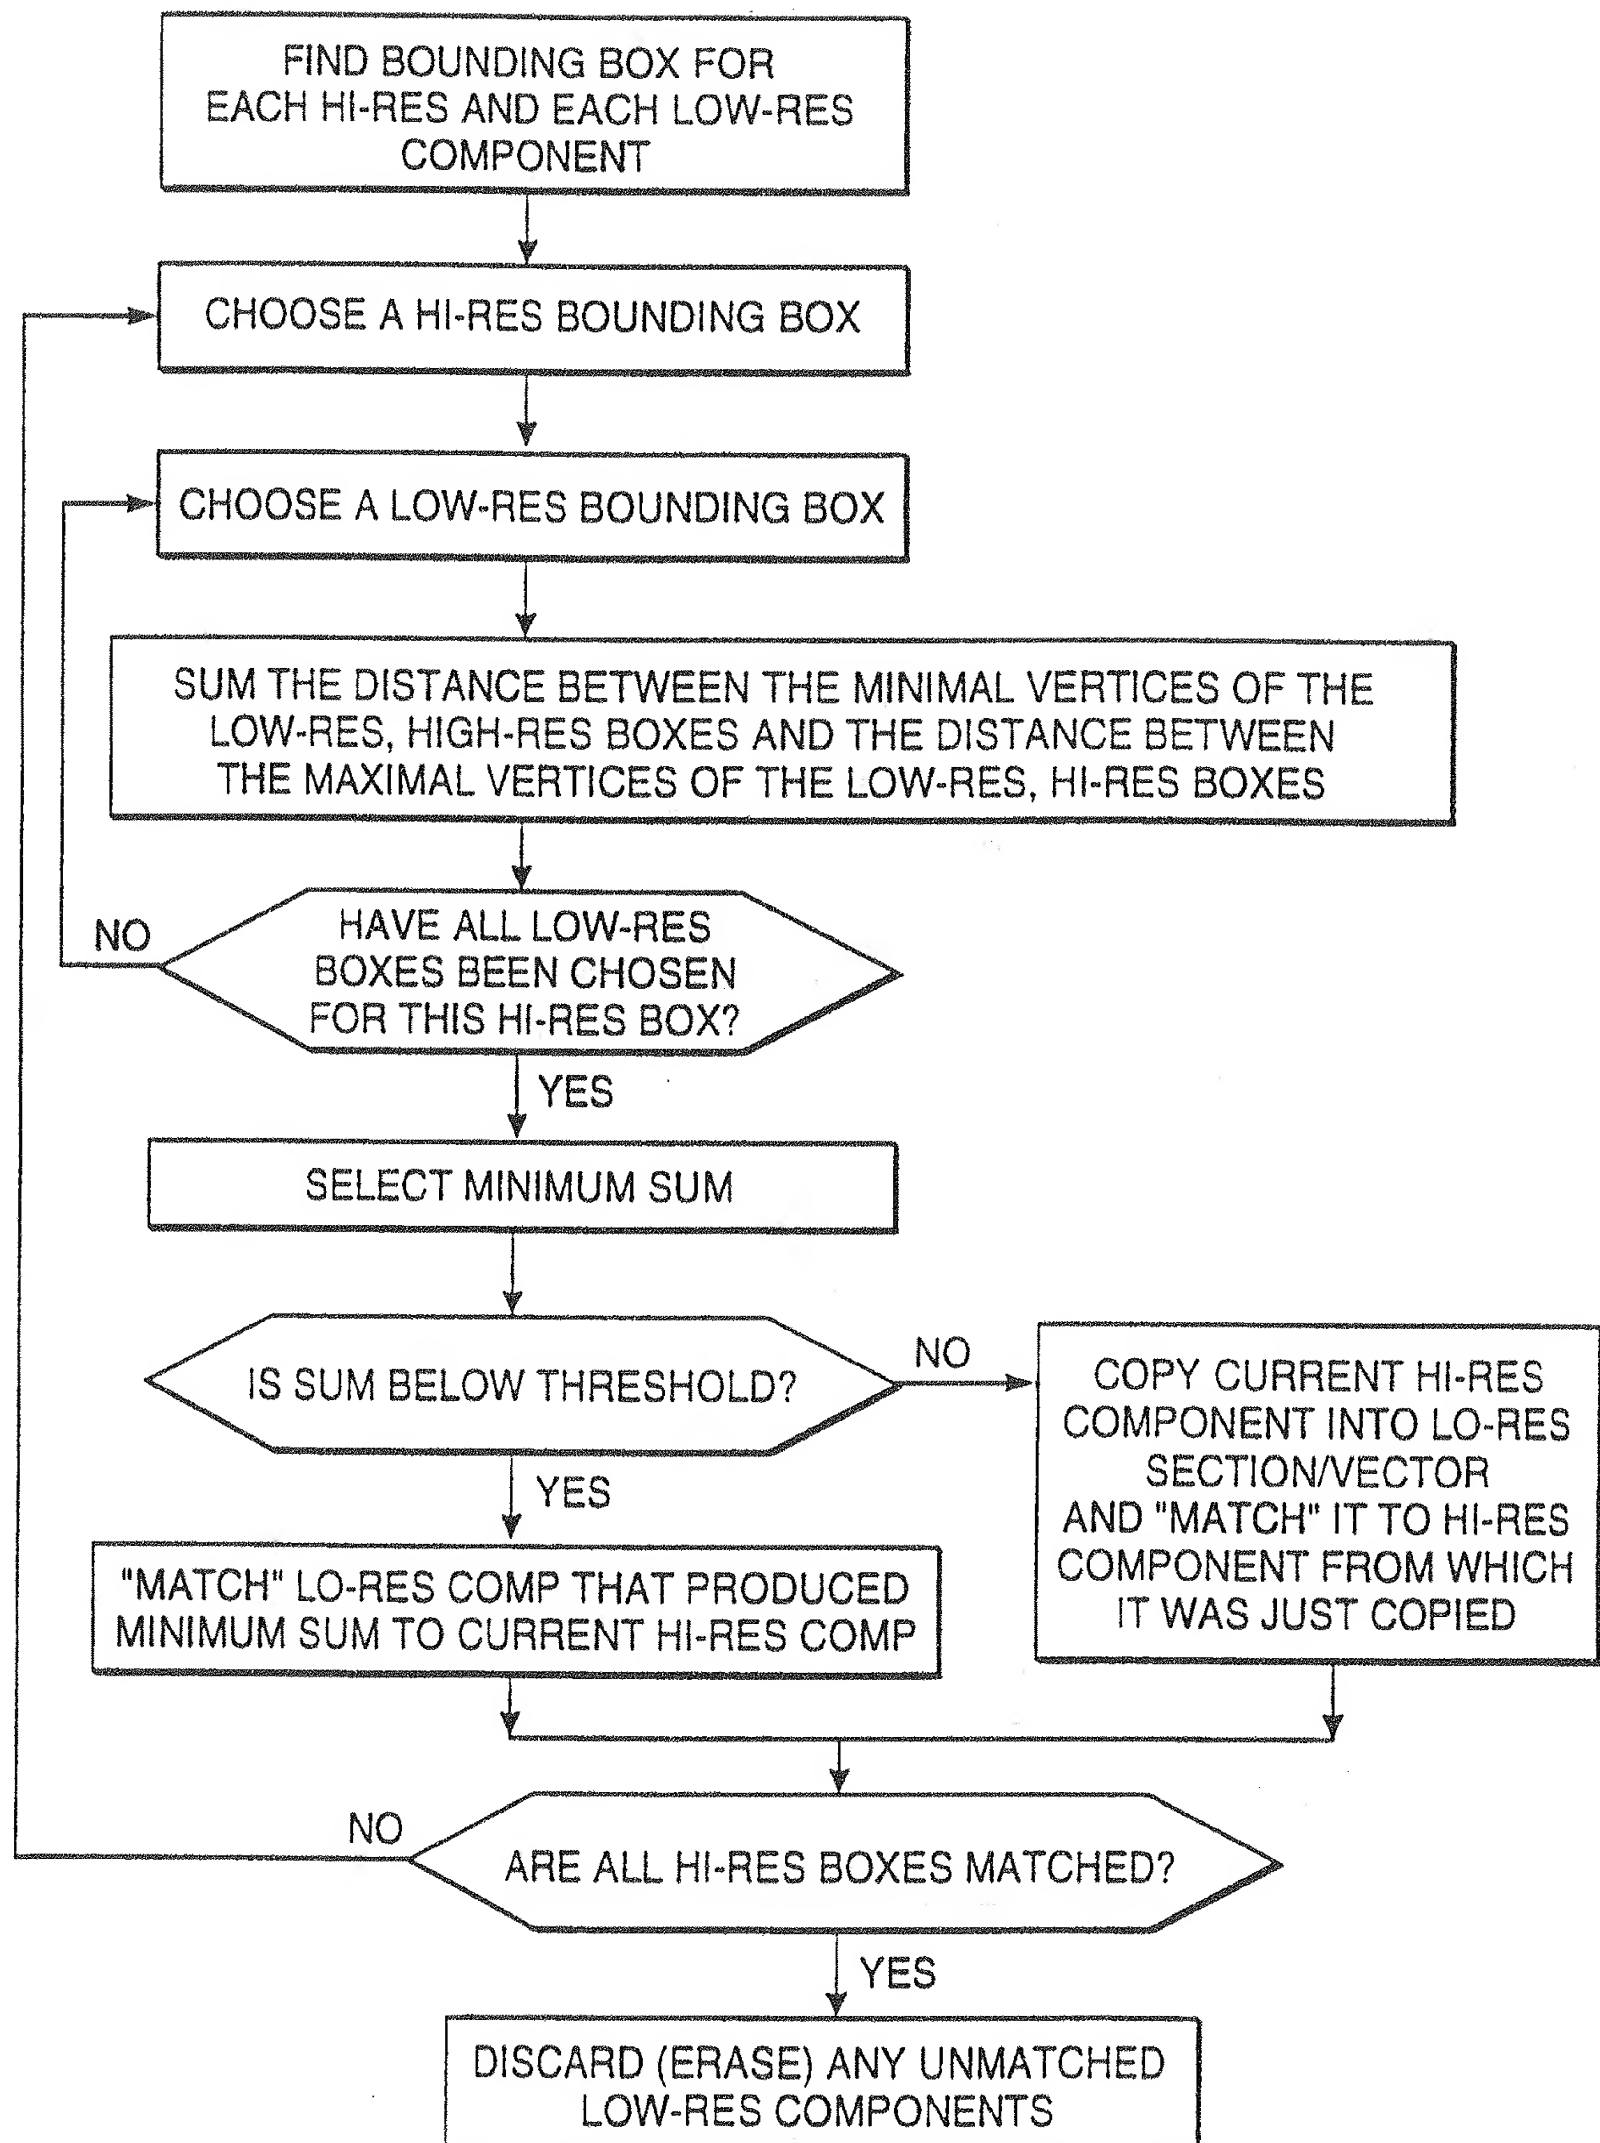 FIND BOUNDING BOX FOR
EACH HI-RES AND EACH LOW-RES
COMPONENT
CHOOSE A HI-RES BOUNDING BOX
CHOOSE A LOW-RES BOUNDING BOX
SUM THE DISTANCE BETWEEN THE MINIMAL VERTICES OF THE
LOW-RES, HIGH-RES BOXES AND THE DISTANCE BETWEEN
THE MAXIMAL VERTICES OF THE LOW-RES, HI-RES BOXES
NO
HAVE ALL LOW-RES
BOXES BEEN CHOSEN
FOR THIS HI-RES BOX?
YES
SELECT MINIMUM SUM
IS SUM BELOW THRESHOLD?
NO
YES
COPY CURRENT HI-RES
COMPONENT INTO LO-RES
SECTION/VECTOR
AND "MATCH" IT TO HI-RES
COMPONENT FROM WHICH
IT WAS JUST COPIED
"MATCH" LO-RES COMP THAT PRODUCED
MINIMUM SUM TO CURRENT HI-RES COMP
NO
ARE ALL HI-RES BOXES MATCHED?
YES
DISCARD (ERASE) ANY UNMATCHED
LOW-RES COMPONENTS